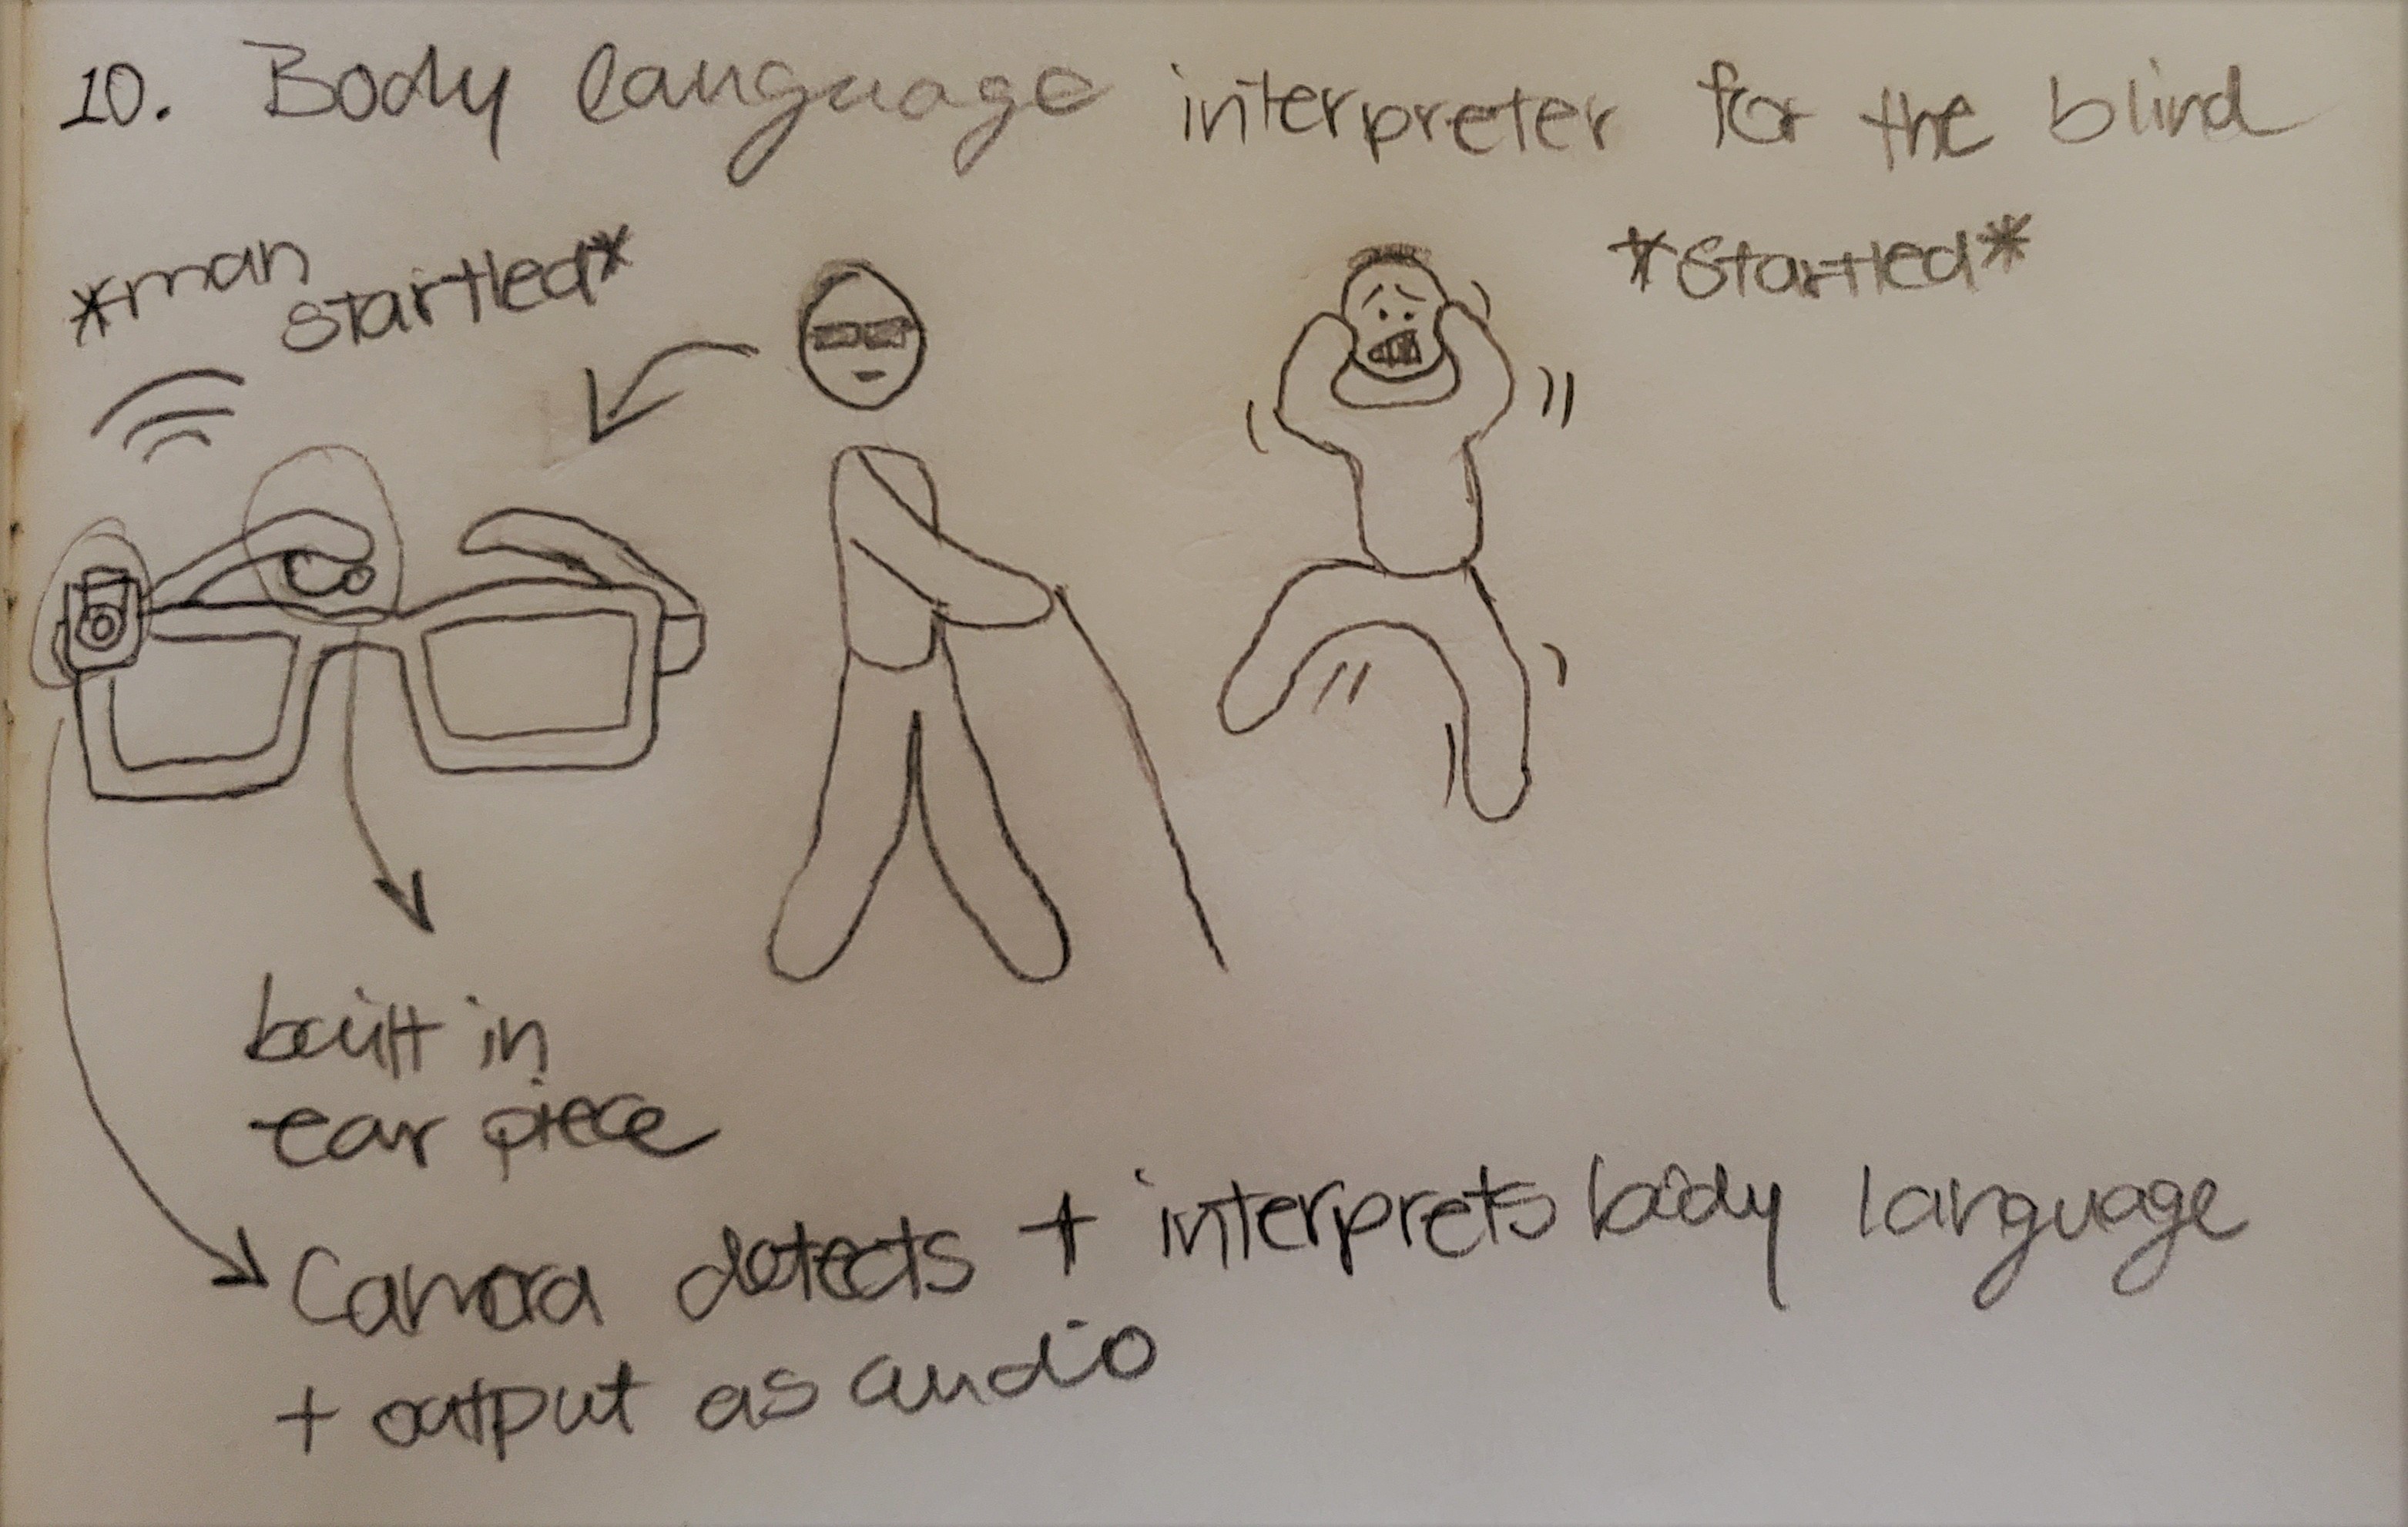 10. Body language interpreter for the blind
*man
startled*
*Startled*
built in
ear piece
Camera detects + interprets body language
+ output as audio